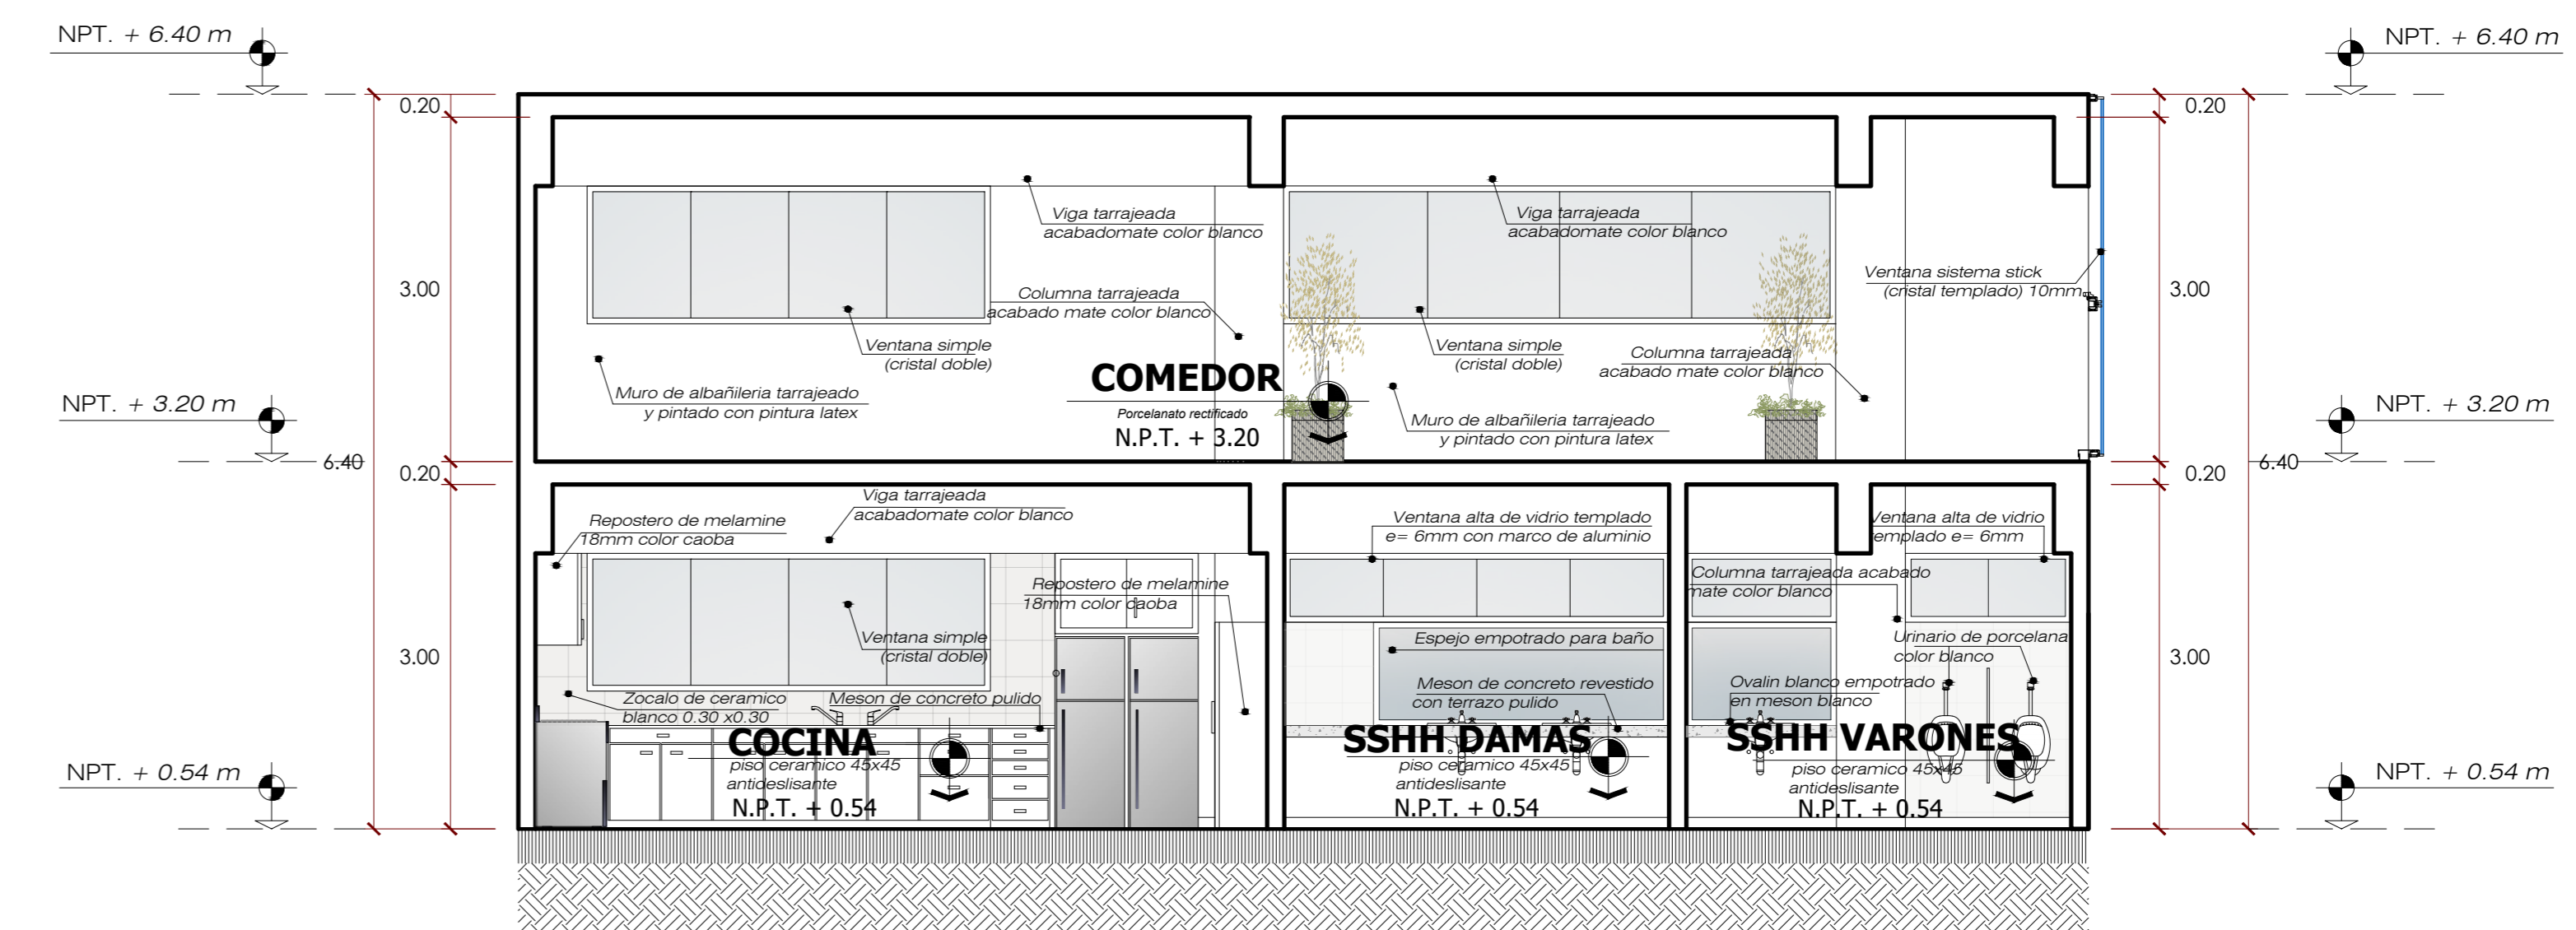 NPT. + 6.40 m
NPT. + 6.40 m
0.20
0.20
Viga tarrajeada
acabadomate color blanco
Viga tarrajeada
acabadomate color blanco
Ventana sistema stick
(cristal templado) 10mm
3.00
3.00
Columna tarrajeada
acabado mate color blanco
Ventana simple
(cristal doble)
Ventana simple
(cristal doble)
Columna tarrajeada
acabado mate color blanco
COMEDOR
Porcelanato rectificado
N.P.T. + 3.20
Muro de albañileria tarrajeado
y pintado con pintura latex
Muro de albañileria tarrajeado
y pintado con pintura latex
NPT. + 3.20 m
NPT. + 3.20 m
6.40
0.20
0.20
6.40
Viga tarrajeada
acabadomate color blanco
Repostero de melamine
18mm color caoba
Ventana alta de vidrio templado
e= 6mm con marco de aluminio
Ventana alta de vidrio
templado e= 6mm
Repostero de melamine
18mm color caoba
Columna tarrajeada acabado
mate color blanco
Ventana simple
(cristal doble)
Espejo empotrado para baño
Urinario de porcelana
color blanco
3.00
3.00
Zocalo de ceramico
blanco 0.30 x0.30
Meson de concreto pulido
Meson de concreto revestido
con terrazo pulido
Ovalin blanco empotrado
en meson blanco
COCINA
piso ceramico 45x45
antideslisante
N.P.T. + 0.54
SSHH DAMAS
piso ceramico 45x45
antideslisante
N.P.T. + 0.54
SSHH VARONES
piso ceramico 45x45
antideslisante
N.P.T. + 0.54
NPT. + 0.54 m
NPT. + 0.54 m